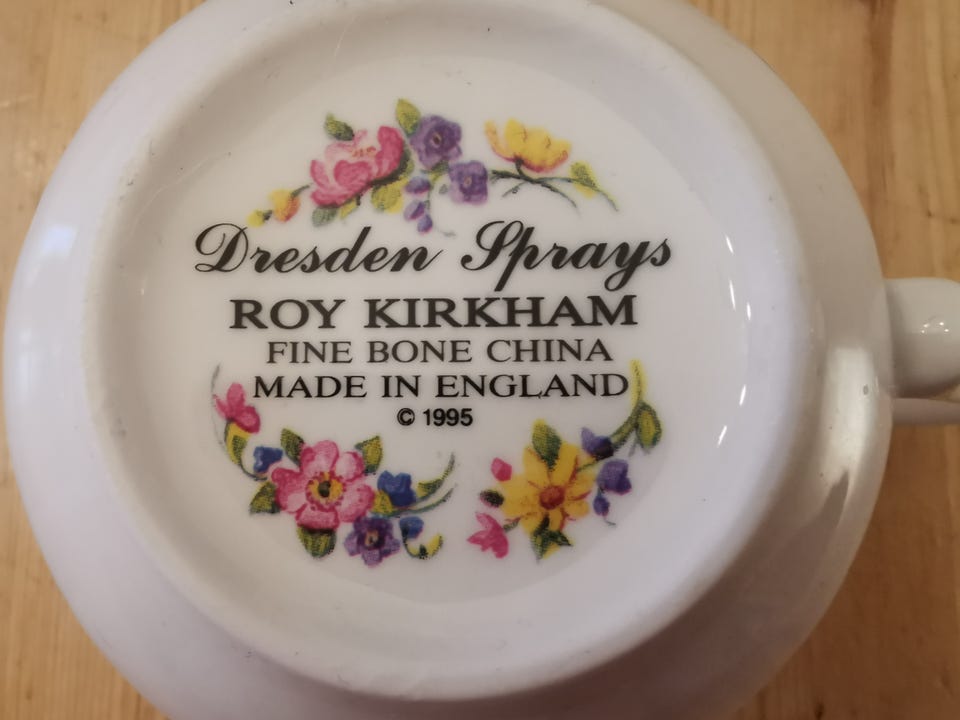 Dresden Sprays
ROY KIRKHAM
FINE BONE CHINA
MADE IN ENGLAND
© 1995